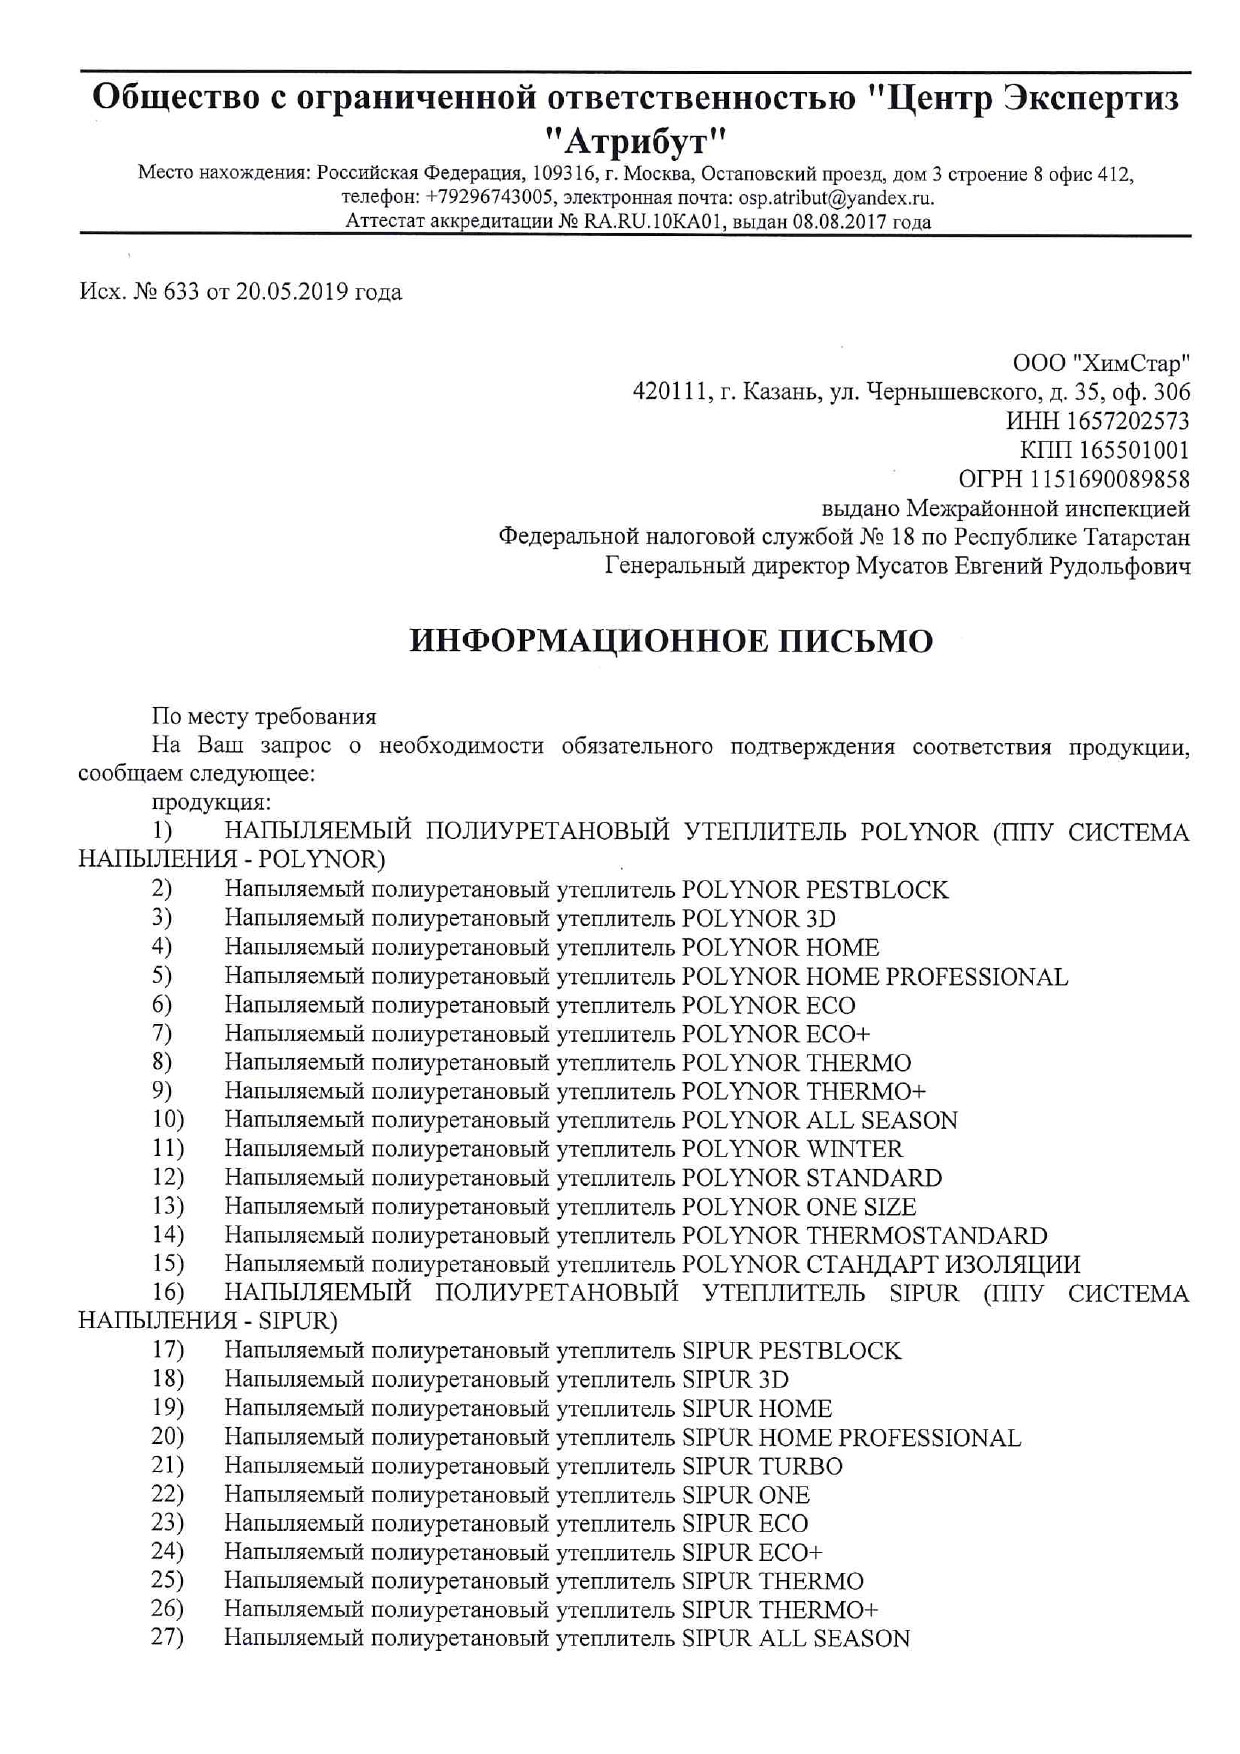 Общество с ограниченной ответственностью "Центр Экспертиз
"Атрибут"
Место нахождения: Российская Федерация, 109316, г. Москва, Остаповский проезд, дом 3 строение 8 офис 412,
телефон: +79296743005, электронная почта: osp.atribut@yandex.ru.
Аттестат аккредитации № RA.RU.10КА01, выдан 08.08.2017 года
Исх. № 633 от 20.05.2019 года
ООО "ХимСтар"
420111, г. Казань, ул. Чернышевского, д. 35, оф. 306
ИНН 1657202573
КПП 165501001
ОГРН 1151690089858
выдано Межрайонной инспекцией
Федеральной налоговой службой № 18 по Республике Татарстан
Генеральный директор Мусатов Евгений Рудольфович
ИНФОРМАЦИОННОЕ ПИСЬМО
По месту требования
На Ваш запрос о необходимости обязательного подтверждения соответствия продукции,
сообщаем следующее:
продукция:
1) НАПЫЛЯЕМЫЙ ПОЛИУРЕТАНОВЫЙ УТЕПЛИТЕЛЬ POLYNOR (ППУ СИСТЕМА
НАПЫЛЕНИЯ - POLYNOR)
2) Напыляемый полиуретановый утеплитель POLYNOR PESTBLOCK
3) Напыляемый полиуретановый утеплитель POLYNOR 3D
4) Напыляемый полиуретановый утеплитель POLYNOR HOME
5) Напыляемый полиуретановый утеплитель POLYNOR HOME PROFESSIONAL
6) Напыляемый полиуретановый утеплитель POLYNOR ECO
7) Напыляемый полиуретановый утеплитель POLYNOR ECO+
8) Напыляемый полиуретановый утеплитель POLYNOR THERMO
9) Напыляемый полиуретановый утеплитель POLYNOR THERMO+
10) Напыляемый полиуретановый утеплитель POLYNOR ALL SEASON
11) Напыляемый полиуретановый утеплитель POLYNOR WINTER
12) Напыляемый полиуретановый утеплитель POLYNOR STANDARD
13) Напыляемый полиуретановый утеплитель POLYNOR ONE SIZE
14) Напыляемый полиуретановый утеплитель POLYNOR THERMOSTANDARD
15) Напыляемый полиуретановый утеплитель POLYNOR СТАНДАРТ ИЗОЛЯЦИИ
16) НАПЫЛЯЕМЫЙ ПОЛИУРЕТАНОВЫЙ УТЕПЛИТЕЛЬ SIPUR (ППУ СИСТЕМА
НАПЫЛЕНИЯ - SIPUR)
17) Напыляемый полиуретановый утеплитель SIPUR PESTBLOCK
18) Напыляемый полиуретановый утеплитель SIPUR 3D
19) Напыляемый полиуретановый утеплитель SIPUR HOME
20) Напыляемый полиуретановый утеплитель SIPUR HOME PROFESSIONAL
21) Напыляемый полиуретановый утеплитель SIPUR TURBO
22) Напыляемый полиуретановый утеплитель SIPUR ONE
23) Напыляемый полиуретановый утеплитель SIPUR ECO
24) Напыляемый полиуретановый утеплитель SIPUR ECO+
25) Напыляемый полиуретановый утеплитель SIPUR THERMO
26) Напыляемый полиуретановый утеплитель SIPUR THERMO+
27) Напыляемый полиуретановый утеплитель SIPUR ALL SEASON